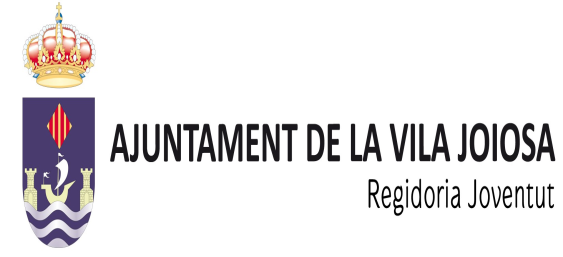 AJUNTAMENT DE LA VILA JOIOSA
Regidoria Joventut